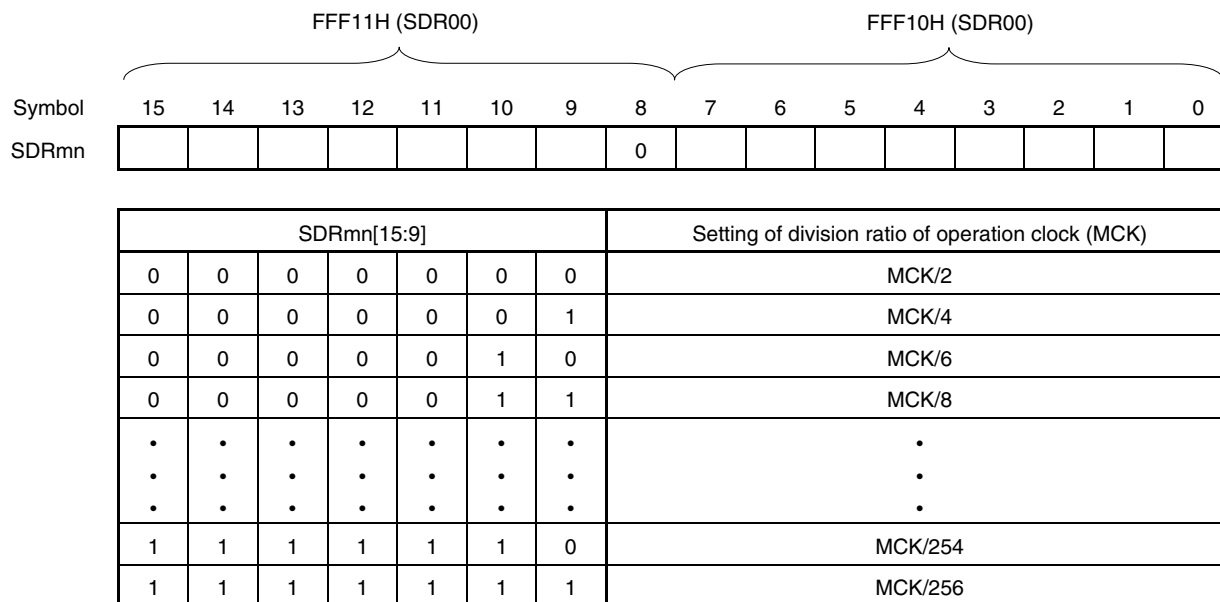 FFF11H (SDR00) FFF10H (SDR00)
Symbol 15 14 13 12 11 10 9 8 7 6 5 4 3 2 1 0
SDRmn 0
SDRmn[15:9] Setting of division ratio of operation clock (MCK)
0 0 0 0 0 0 0 MCK/2
0 0 0 0 0 0 1 MCK/4
0 0 0 0 0 1 0 MCK/6
0 0 0 0 0 1 1 MCK/8
• • • • • • • •
• • • • • • • •
• • • • • • • •
1 1 1 1 1 1 0 MCK/254
1 1 1 1 1 1 1 MCK/256